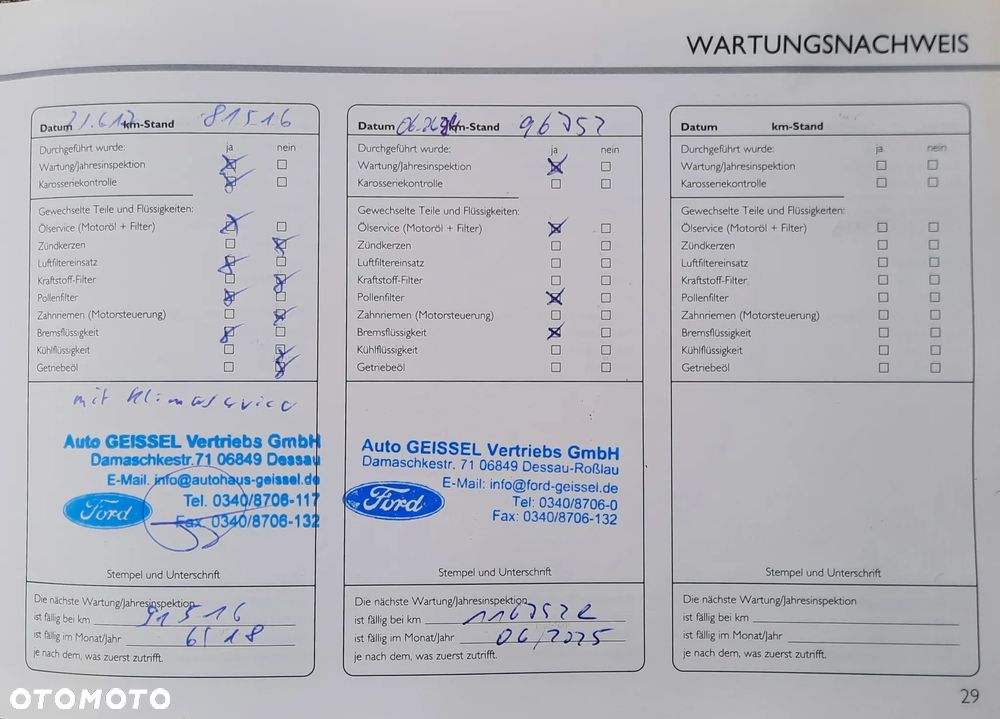 WARTUNGSNACHWEIS
Datum 21.6.17 km-Stand 81516
Durchgeführt wurde: ja nein
Wartung/Jahresinspektion
Karosseriekontrolle
Gewechselte Teile und Flüssigkeiten:
Ölservice (Motoröl + Filter)
Zündkerzen
Luftfiltereinsatz
Kraftstoff-Filter
Pollenfilter
Zahnriemen (Motorsteuerung)
Bremsflüssigkeit
Kühlflüssigkeit
Getriebeöl
mit Klimaservice
Auto GEISSEL Vertriebs GmbH
Damaschkestr. 71 06849 Dessau
E-Mail. info@autohaus-geissel.de
Ford
Tel. 0340/8706-117
Fax 0340/8706-132
Stempel und Unterschrift
Die nächste Wartung/Jahresinspektion
ist fällig bei km 91516
ist fällig im Monat/Jahr 6/18
je nach dem, was zuerst zutrifft.
Datum km-Stand 96752
Durchgeführt wurde: ja nein
Wartung/Jahresinspektion
Karosseriekontrolle
Gewechselte Teile und Flüssigkeiten:
Ölservice (Motoröl + Filter)
Zündkerzen
Luftfiltereinsatz
Kraftstoff-Filter
Pollenfilter
Zahnriemen (Motorsteuerung)
Bremsflüssigkeit
Kühlflüssigkeit
Getriebeöl
Auto GEISSEL Vertriebs GmbH
Damaschkestr. 71 06849 Dessau-Roßlau
E-Mail: info@ford-geissel.de
Ford
Tel: 0340/8706-0
Fax: 0340/8706-132
Stempel und Unterschrift
Die nächste Wartung/Jahresinspektion
ist fällig bei km 116752
ist fällig im Monat/Jahr 06/2025
je nach dem, was zuerst zutrifft.
Datum km-Stand
Durchgeführt wurde: ja nein
Wartung/Jahresinspektion
Karosseriekontrolle
Gewechselte Teile und Flüssigkeiten:
Ölservice (Motoröl + Filter)
Zündkerzen
Luftfiltereinsatz
Kraftstoff-Filter
Pollenfilter
Zahnriemen (Motorsteuerung)
Bremsflüssigkeit
Kühlflüssigkeit
Getriebeöl
Stempel und Unterschrift
Die nächste Wartung/Jahresinspektion
ist fällig bei km
ist fällig im Monat/Jahr
je nach dem, was zuerst zutrifft.
29
OTOMOTO